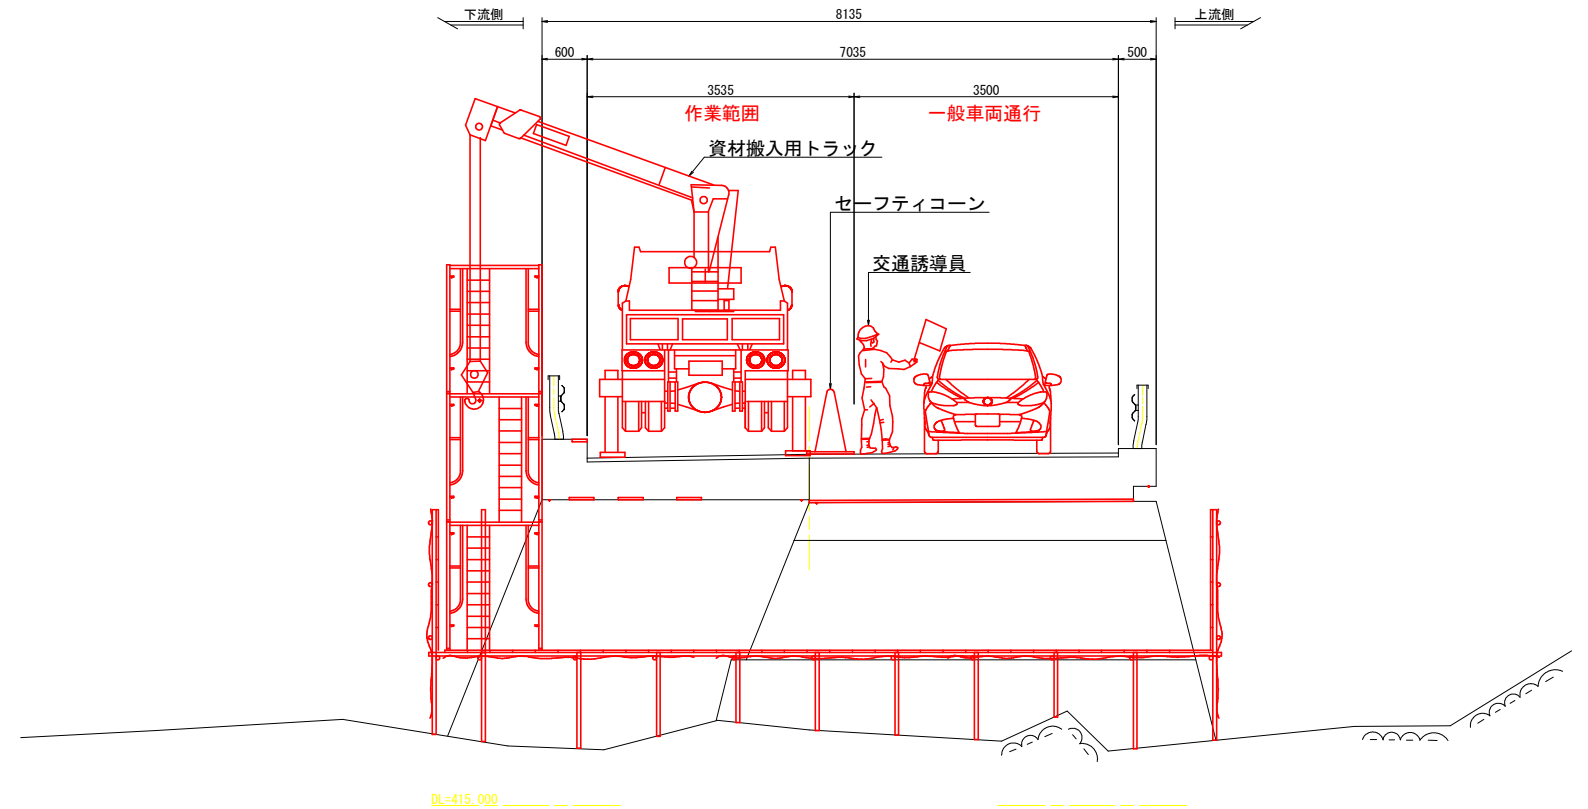 下流側
8135
上流側
600
7035
500
3535
3500
作業範囲
一般車両通行
資材搬入用トラック
セーフティコーン
交通誘導員
DL=415.000